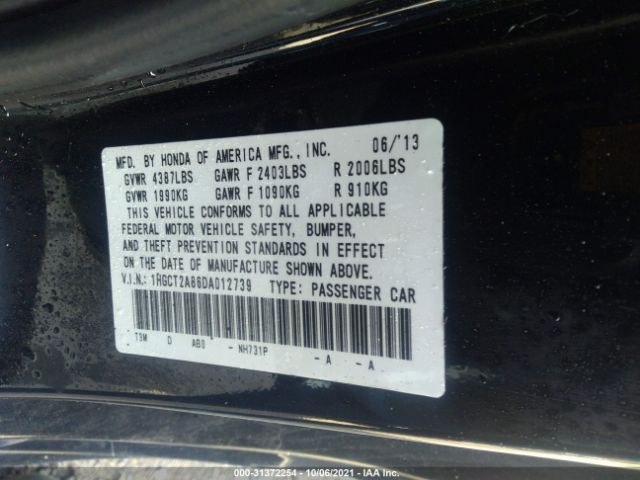 MFD. BY HONDA OF AMERICA MFG., INC. 06/'13
GVWR 4387LBS GAWR F 2403LBS R 2006LBS
GVWR 1990KG GAWR F 1090KG R 910KG
THIS VEHICLE CONFORMS TO ALL APPLICABLE
FEDERAL MOTOR VEHICLE SAFETY, BUMPER,
AND THEFT PREVENTION STANDARDS IN EFFECT
ON THE DATE OF MANUFACTURE SHOWN ABOVE.
V.I.N.: 1HGCT2A86DA012739 TYPE: PASSENGER CAR
T3M D AB0 - NH731P - A - A
000-31372254 - 10/06/2021 - IAA Inc.